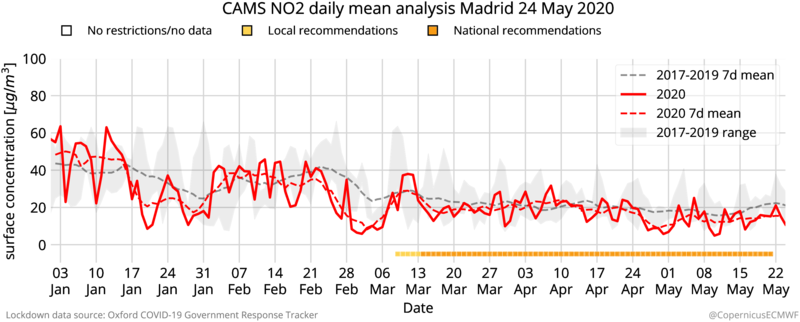 CAMS NO2 daily mean analysis Madrid 24 May 2020
No restrictions/no data Local recommendations National recommendations
surface concentration [µg/m³]
100
80
60
40
20
0
2017-2019 7d mean
2020
2020 7d mean
2017-2019 range
03 10 17 24 31 07 14 21 28 06 13 20 27 03 10 17 24 01 08 15 22
Jan Jan Jan Jan Jan Feb Feb Feb Feb Mar Mar Mar Mar Apr Apr Apr Apr May May May May
Date
Lockdown data source: Oxford COVID-19 Government Response Tracker
@CopernicusECMWF